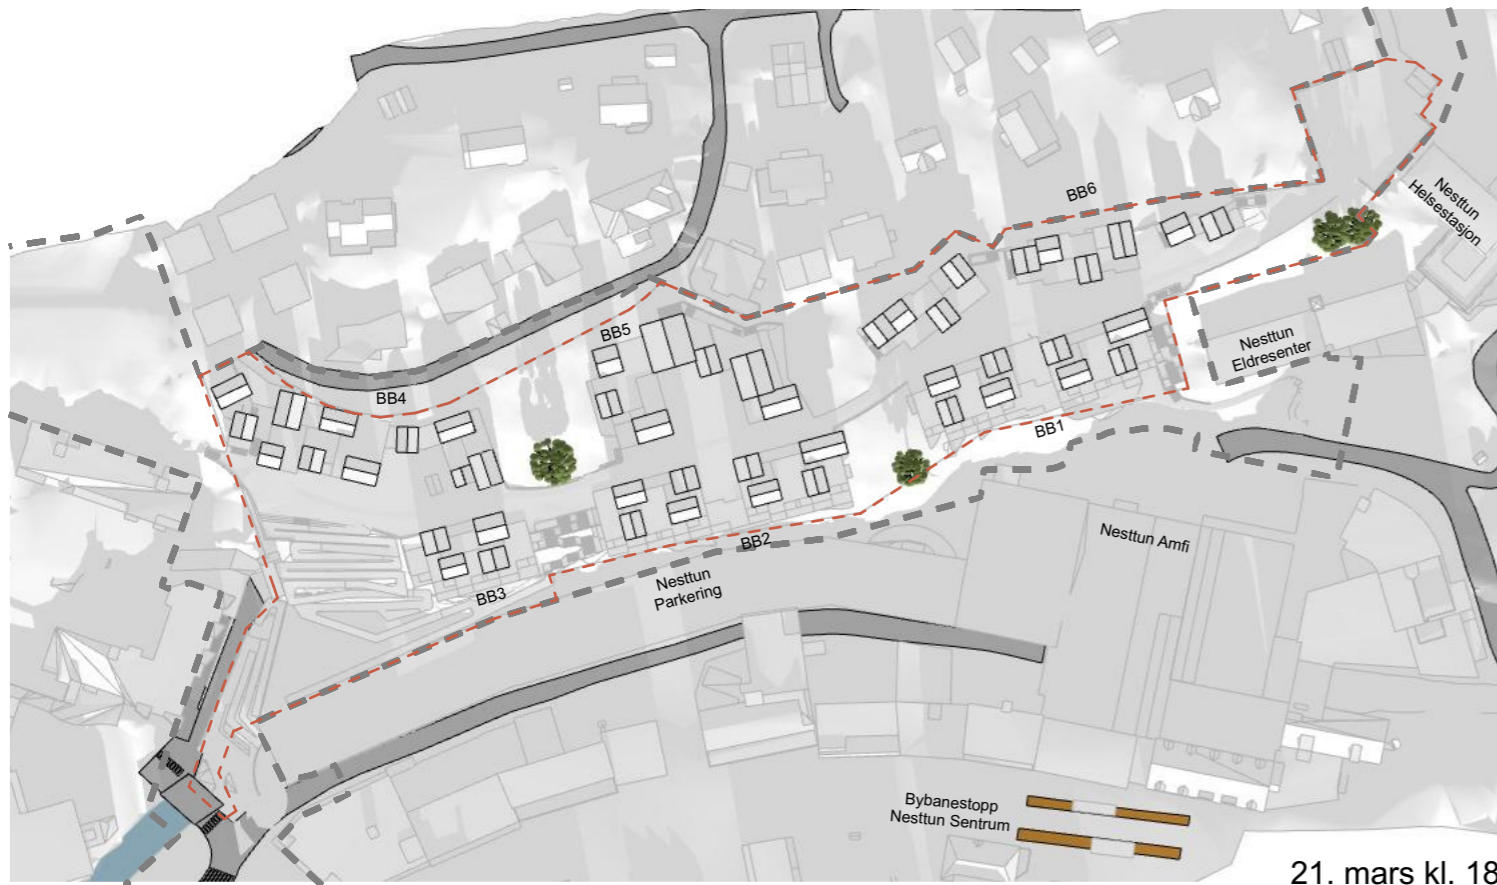 BB6
Nesttun
Helsestasjon
BB5
BB4
Nesttun
Eldresenter
BB1
BB2
Nesttun Amfi
Nesttun
Parkering
BB3
Bybanestopp
Nesttun Sentrum
21. mars kl. 18